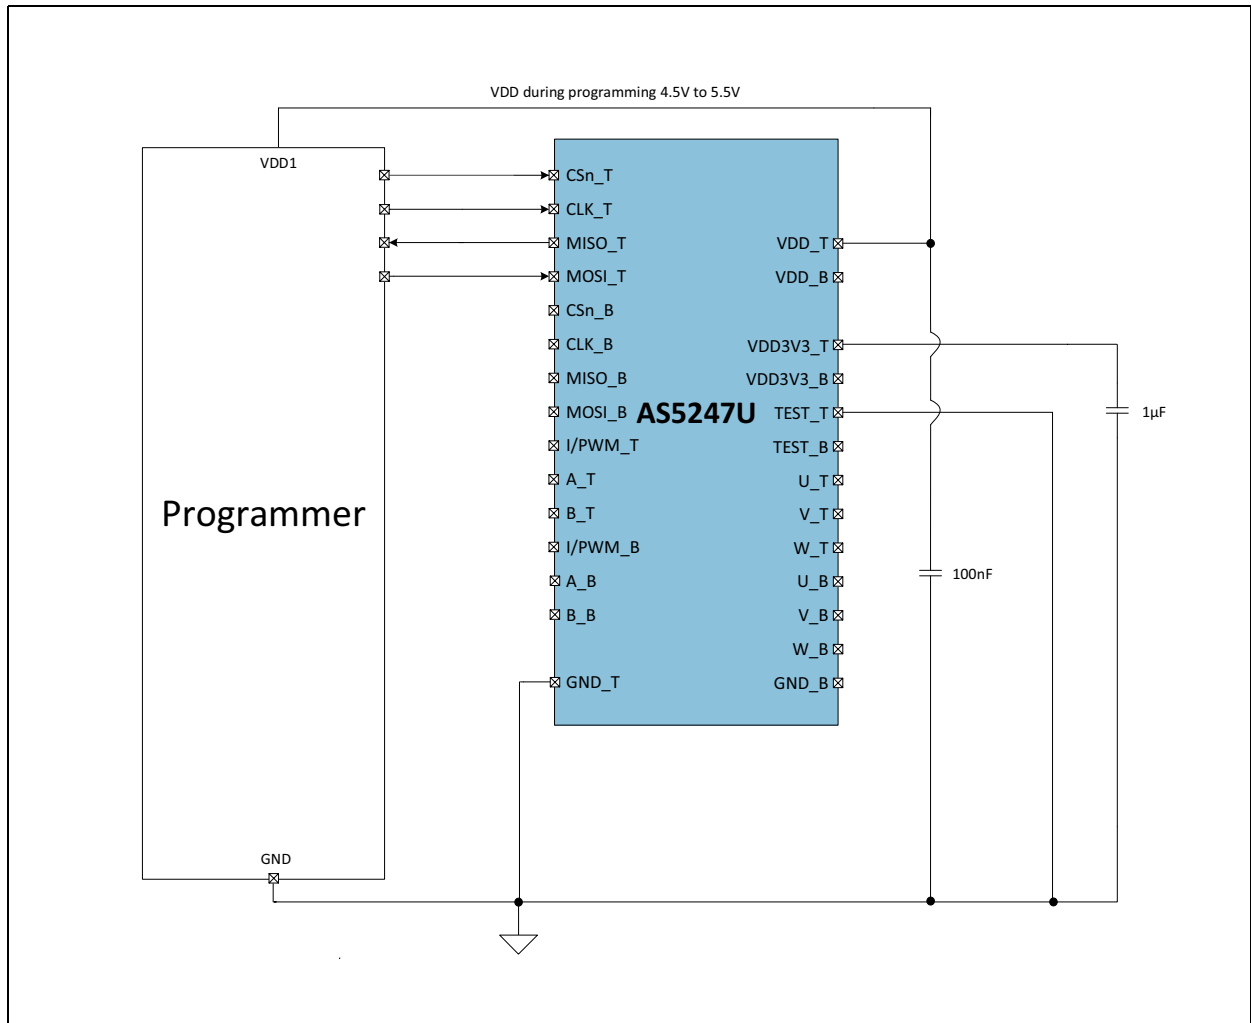 VDD during programming 4.5V to 5.5V
VDD1
CSn_T
CLK_T
MISO_T
MOSI_T
CSn_B
CLK_B
MISO_B
MOSI_B
I/PWM_T
A_T
B_T
I/PWM_B
A_B
B_B
GND_T
AS5247U
VDD_T
VDD_B
VDD3V3_T
VDD3V3_B
TEST_T
TEST_B
U_T
V_T
W_T
U_B
V_B
W_B
GND_B
1µF
100nF
Programmer
GND